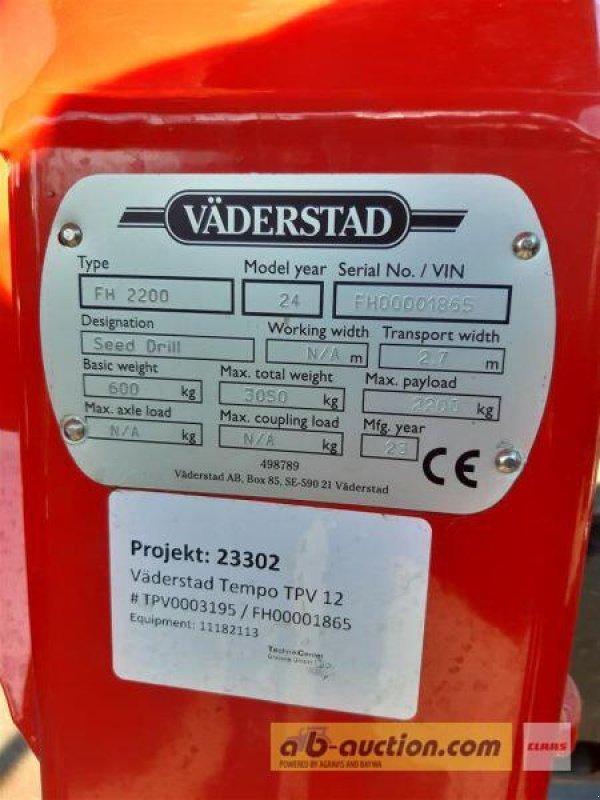 VÄDERSTAD
Type Model year Serial No. / VIN
FH 2200 24 FH00001865
Designation Working width Transport width
Seed Drill N/A m 2.7 m
Basic weight Max. total weight Max. payload
600 kg 3050 kg 2200 kg
Max. axle load Max. coupling load Mfg. year
N/A kg N/A kg 23 CE
498789
Väderstad AB, Box 85, SE-590 21 Väderstad
Projekt: 23302
Väderstad Tempo TPV 12
# TPV0003195 / FH00001865
Equipment: 11182113
TechnikCenter
ab-auction.com
POWERED BY AGRAVIS AND BAYWA
CLAAS